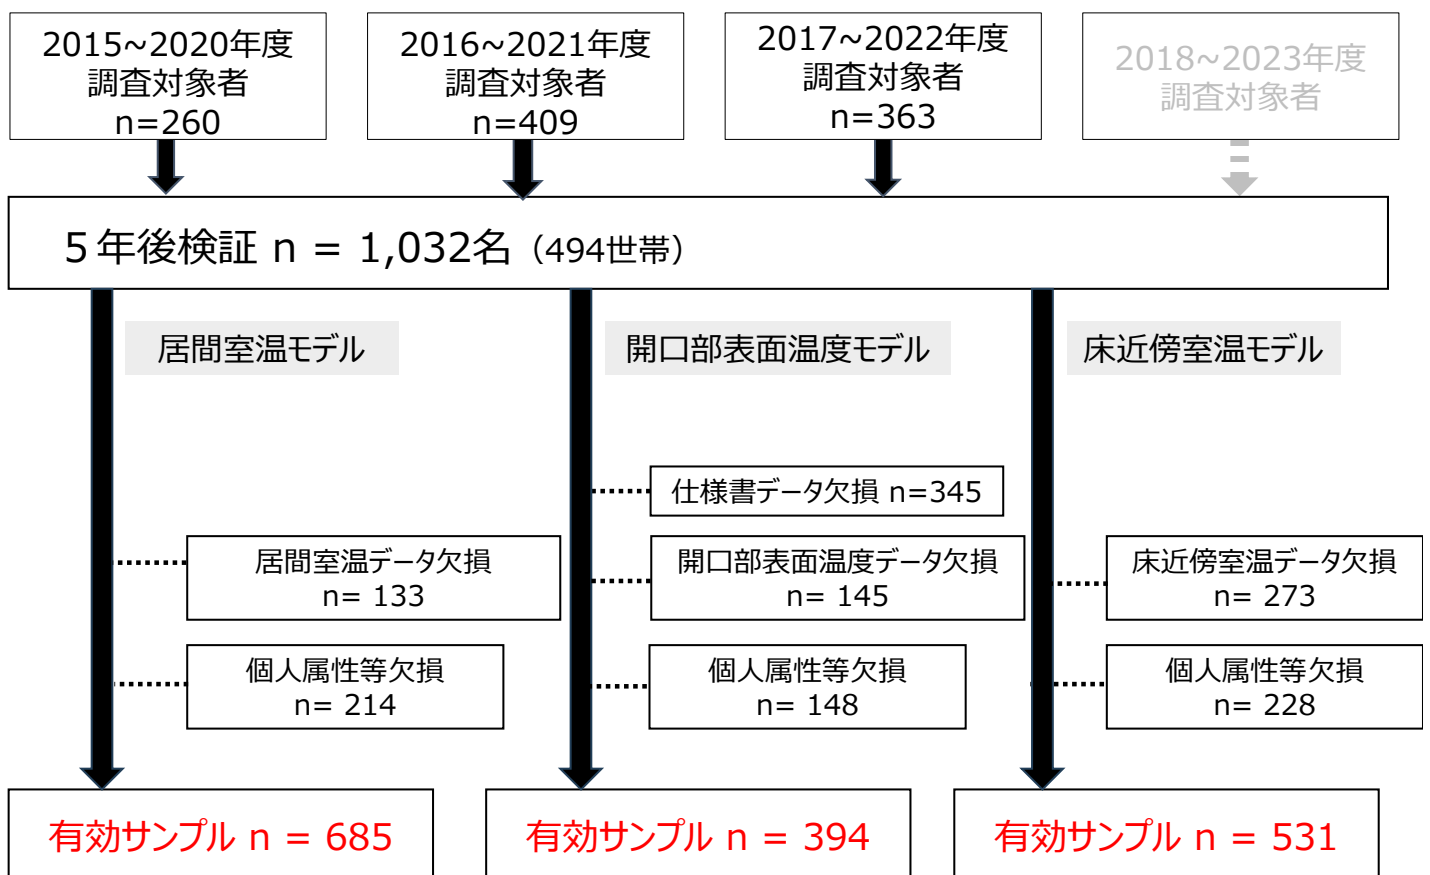 2015~2020年度
調査対象者
n=260
2016~2021年度
調査対象者
n=409
2017~2022年度
調査対象者
n=363
2018~2023年度
調査対象者
５年後検証 n = 1,032名（494世帯）
居間室温モデル
開口部表面温度モデル
床近傍室温モデル
仕様書データ欠損 n=345
居間室温データ欠損
n= 133
開口部表面温度データ欠損
n= 145
床近傍室温データ欠損
n= 273
個人属性等欠損
n= 214
個人属性等欠損
n= 148
個人属性等欠損
n= 228
有効サンプル n = 685
有効サンプル n = 394
有効サンプル n = 531